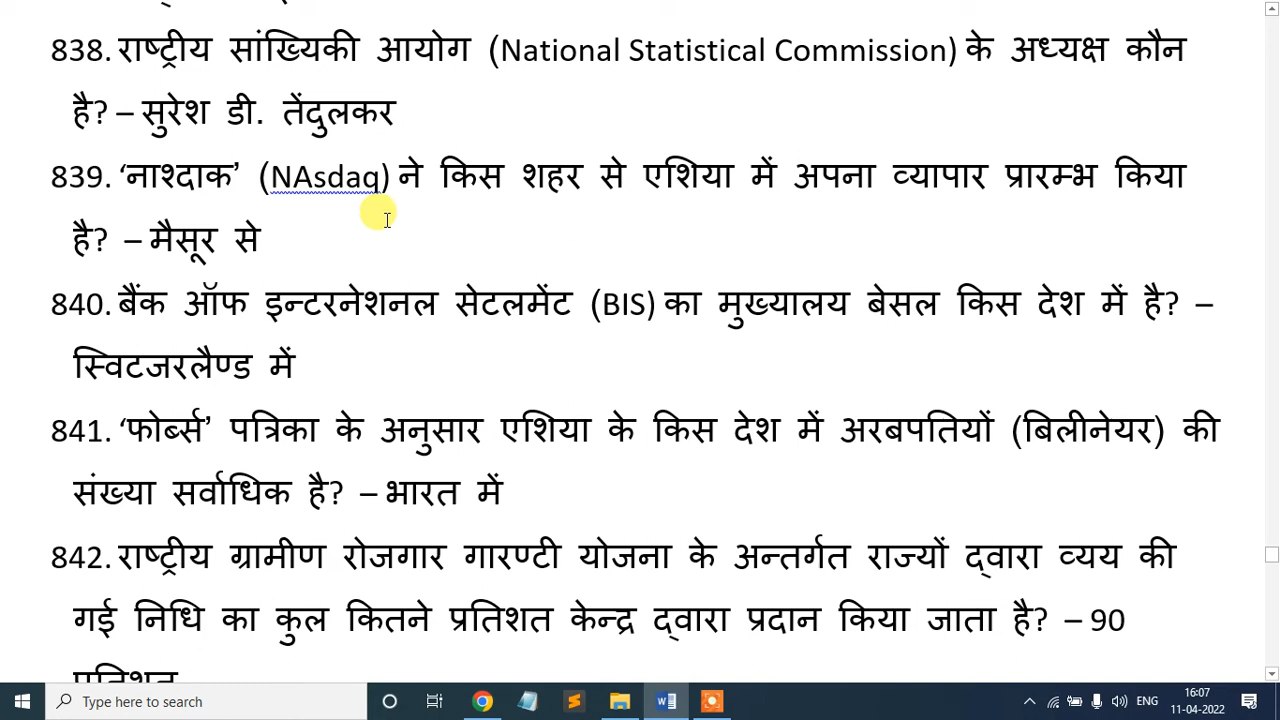 838. राष्ट्रीय सांख्यिकी आयोग (National Statistical Commission) के अध्यक्ष कौन
है? – सुरेश डी. तेंदुलकर
839. ‘नाश्दाक’ (NAsdaq) ने किस शहर से एशिया में अपना व्यापार प्रारम्भ किया
है? – मैसूर से
840. बैंक ऑफ इन्टरनेशनल सेटलमेंट (BIS) का मुख्यालय बेसल किस देश में है? –
स्विटजरलैण्ड में
841. ‘फोर्ब्स’ पत्रिका के अनुसार एशिया के किस देश में अरबपतियों (बिलीनेयर) की
संख्या सर्वाधिक है? – भारत में
842. राष्ट्रीय ग्रामीण रोजगार गारण्टी योजना के अन्तर्गत राज्यों द्वारा व्यय की
गई निधि का कुल कितने प्रतिशत केन्द्र द्वारा प्रदान किया जाता है? – 90
प्रतिशत
Type here to search
ENG
16:07
11-04-2022